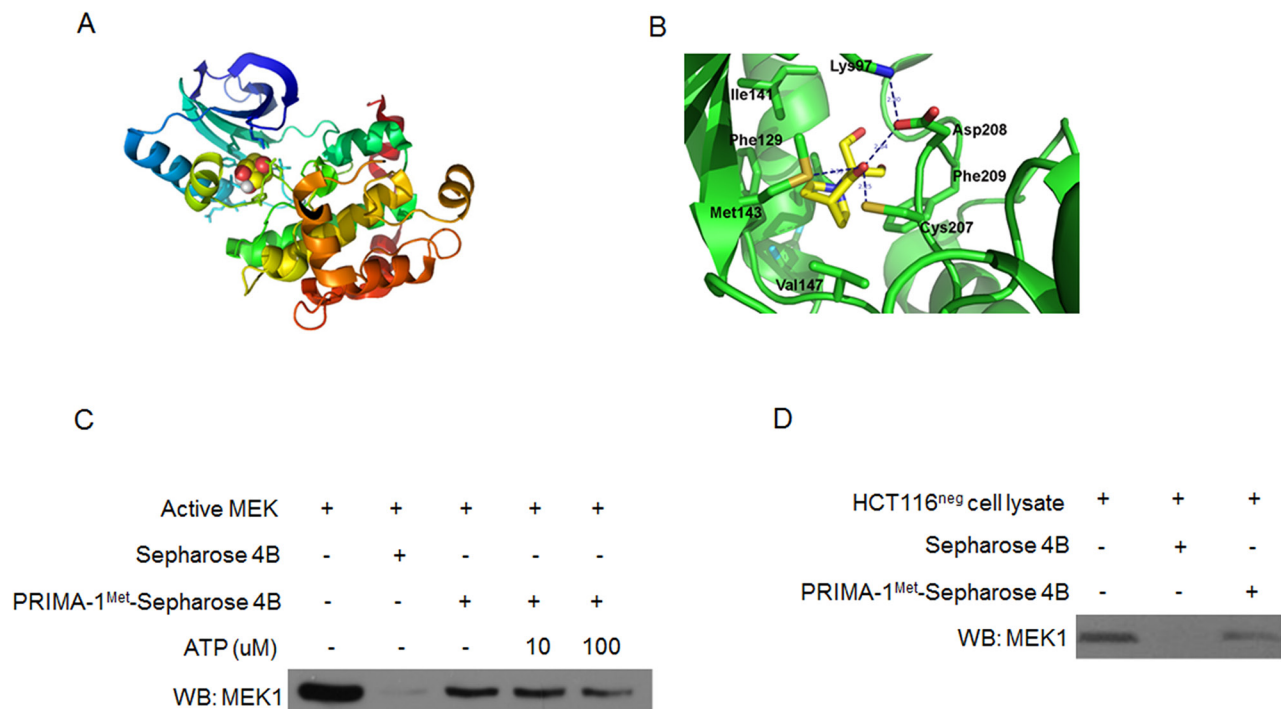 A
B
Lys97
Ile141
Phe129
Asp208
Phe209
Met143
Cys207
Val147
C
Active MEK + + + + +
Sepharose 4B - + - - -
PRIMA-1Met-Sepharose 4B - - + + +
ATP (uM) - - - 10 100
WB: MEK1
D
HCT116neg cell lysate + + +
Sepharose 4B - + -
PRIMA-1Met-Sepharose 4B - - +
WB: MEK1